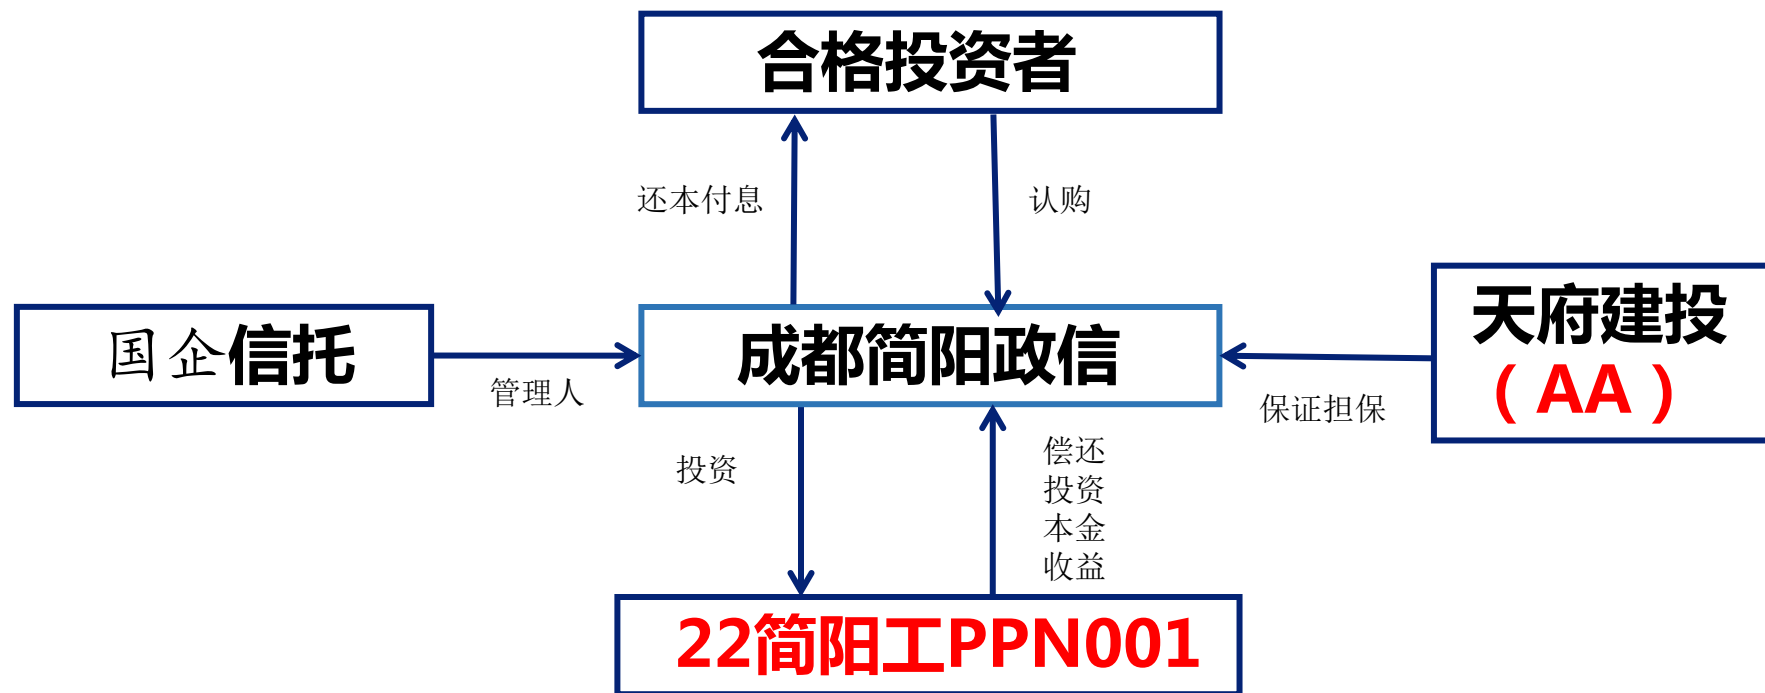 合格投资者
还本付息
认购
国企信托
管理人
成都简阳政信
天府建投
（AA）
保证担保
投资
偿还
投资
本金
收益
22简阳工PPN001